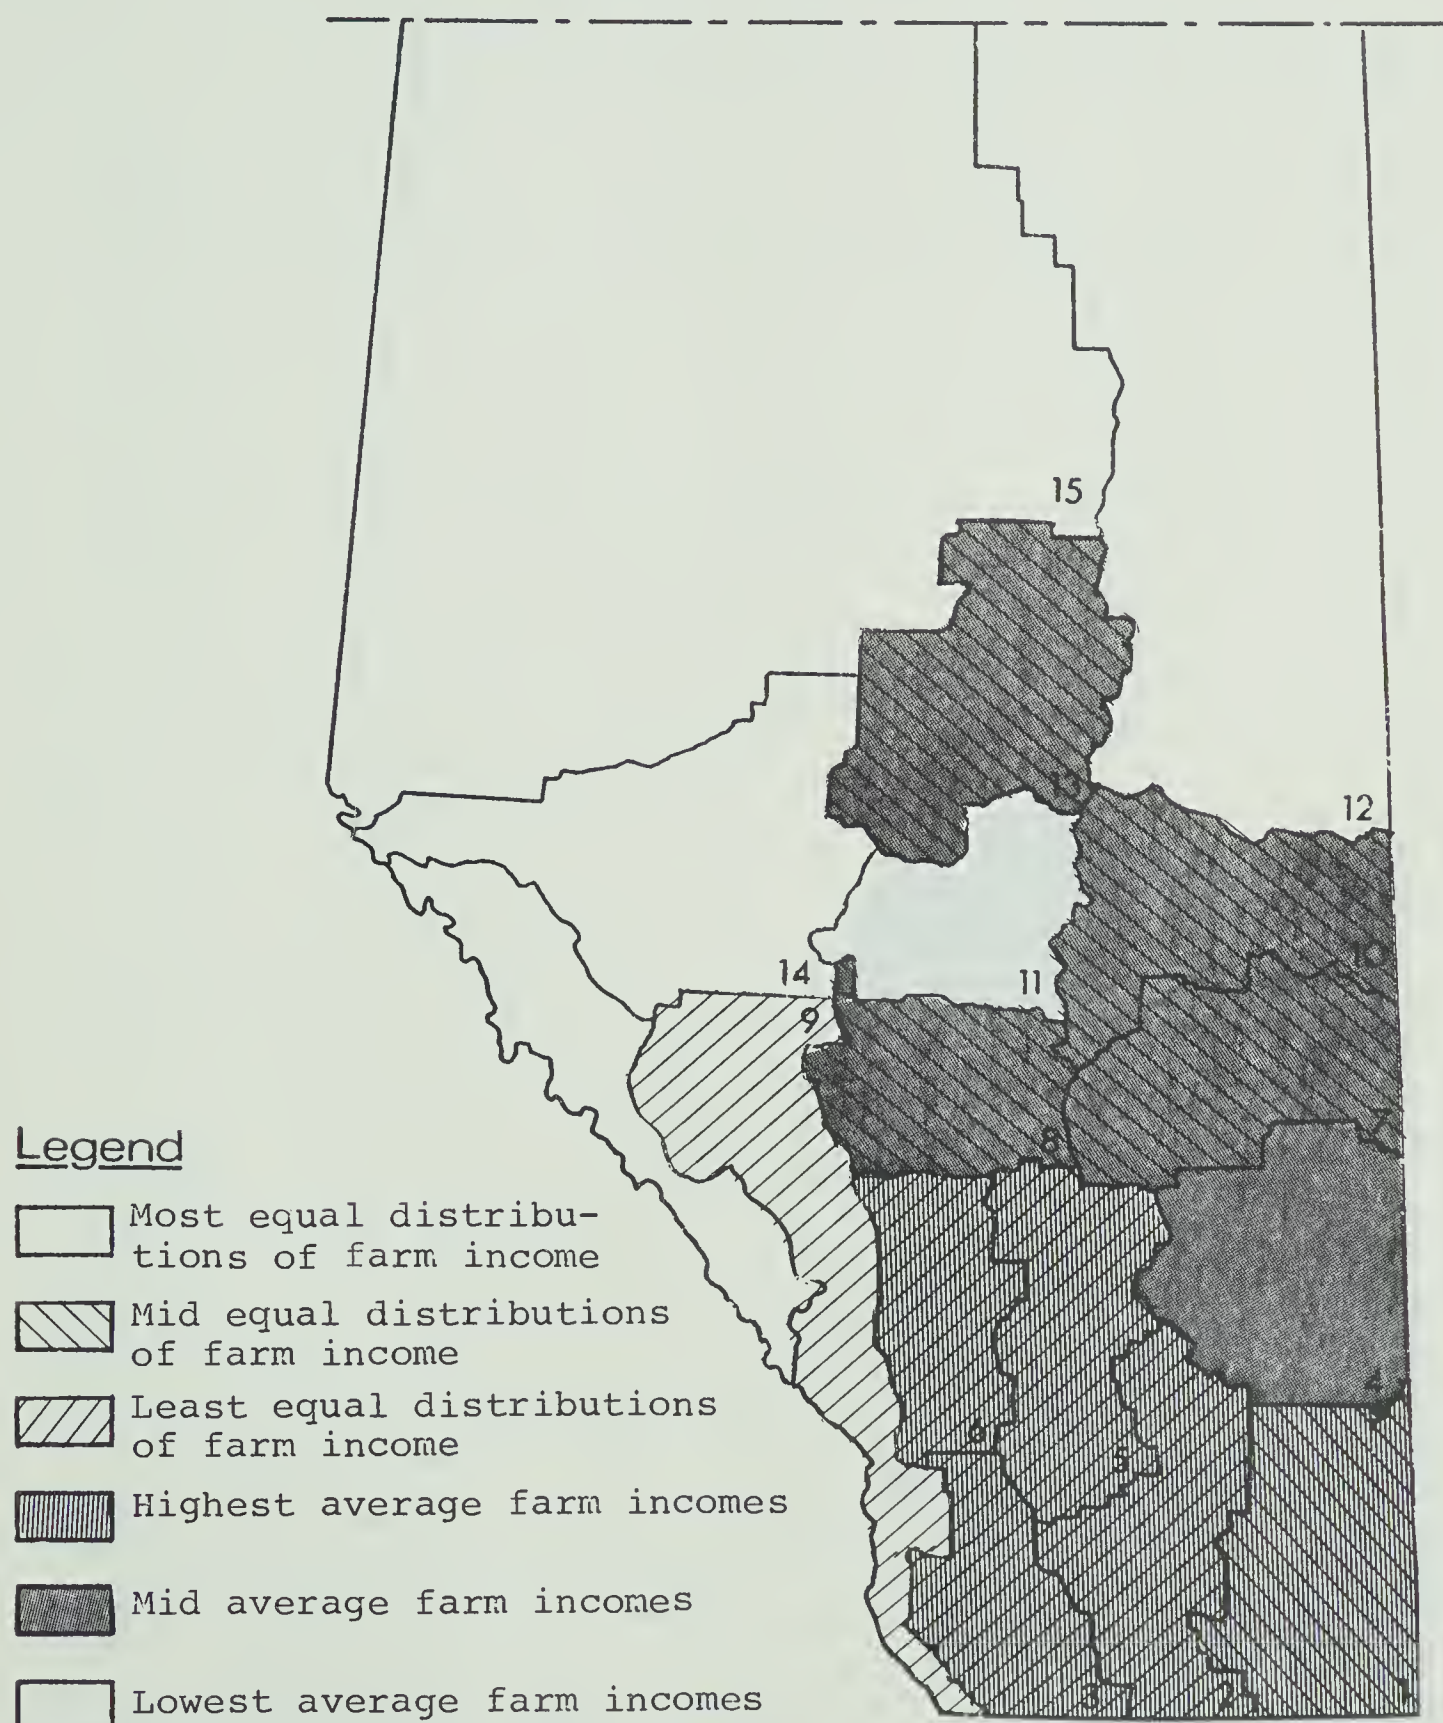 15
13
12
10
14
11
9
8
4
6
5
3
2
1
Legend
Most equal distribu-
tions of farm income
Mid equal distributions
of farm income
Least equal distributions
of farm income
Highest average farm incomes
Mid average farm incomes
Lowest average farm incomes